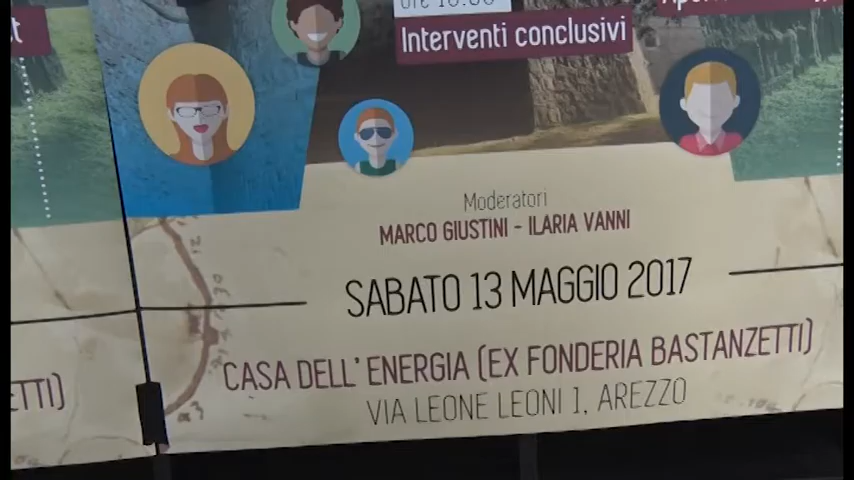 Interventi conclusivi
Moderatori
MARCO GIUSTINI - ILARIA VANNI
SABATO 13 MAGGIO 2017
CASA DELL'ENERGIA (EX FONDERIA BASTANZETTI)
VIA LEONE LEONI 1, AREZZO
ETTI)